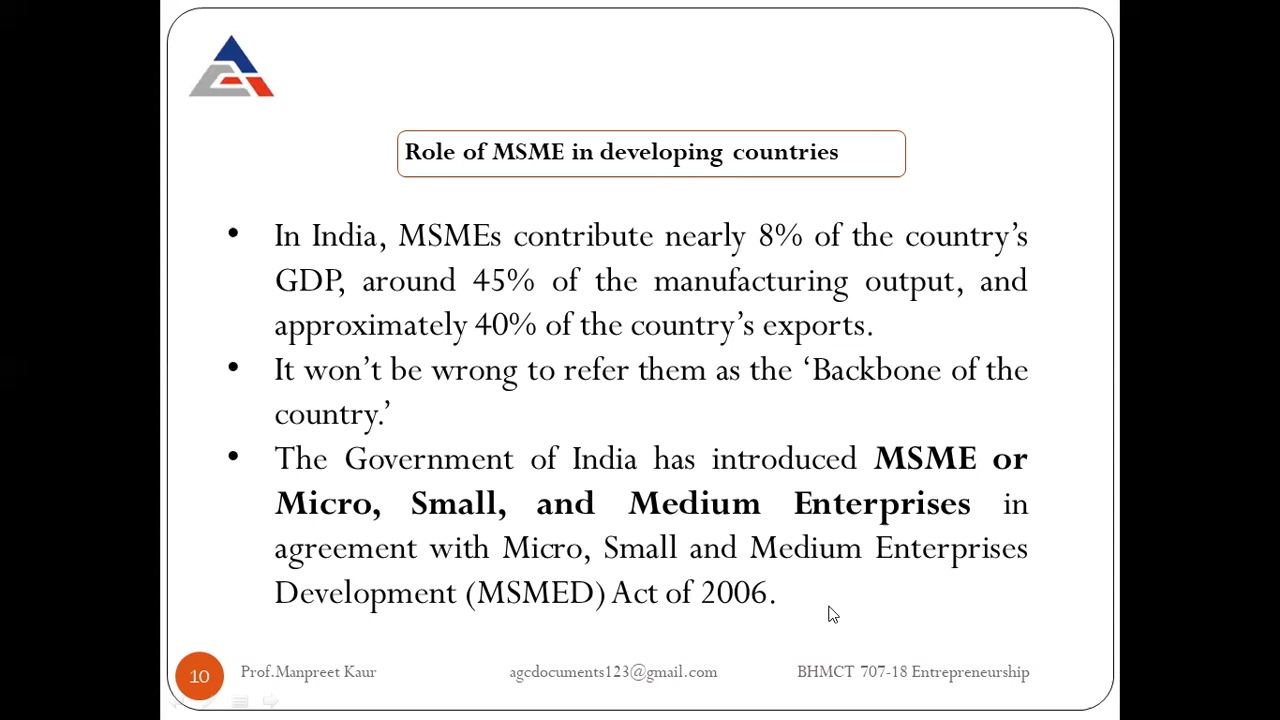 Role of MSME in developing countries
• In India, MSMEs contribute nearly 8% of the country’s
GDP, around 45% of the manufacturing output, and
approximately 40% of the country’s exports.
• It won’t be wrong to refer them as the ‘Backbone of the
country.’
• The Government of India has introduced MSME or
Micro, Small, and Medium Enterprises in
agreement with Micro, Small and Medium Enterprises
Development (MSMED) Act of 2006.
10 Prof.Manpreet Kaur agcdocuments123@gmail.com BHMCT 707-18 Entrepreneurship